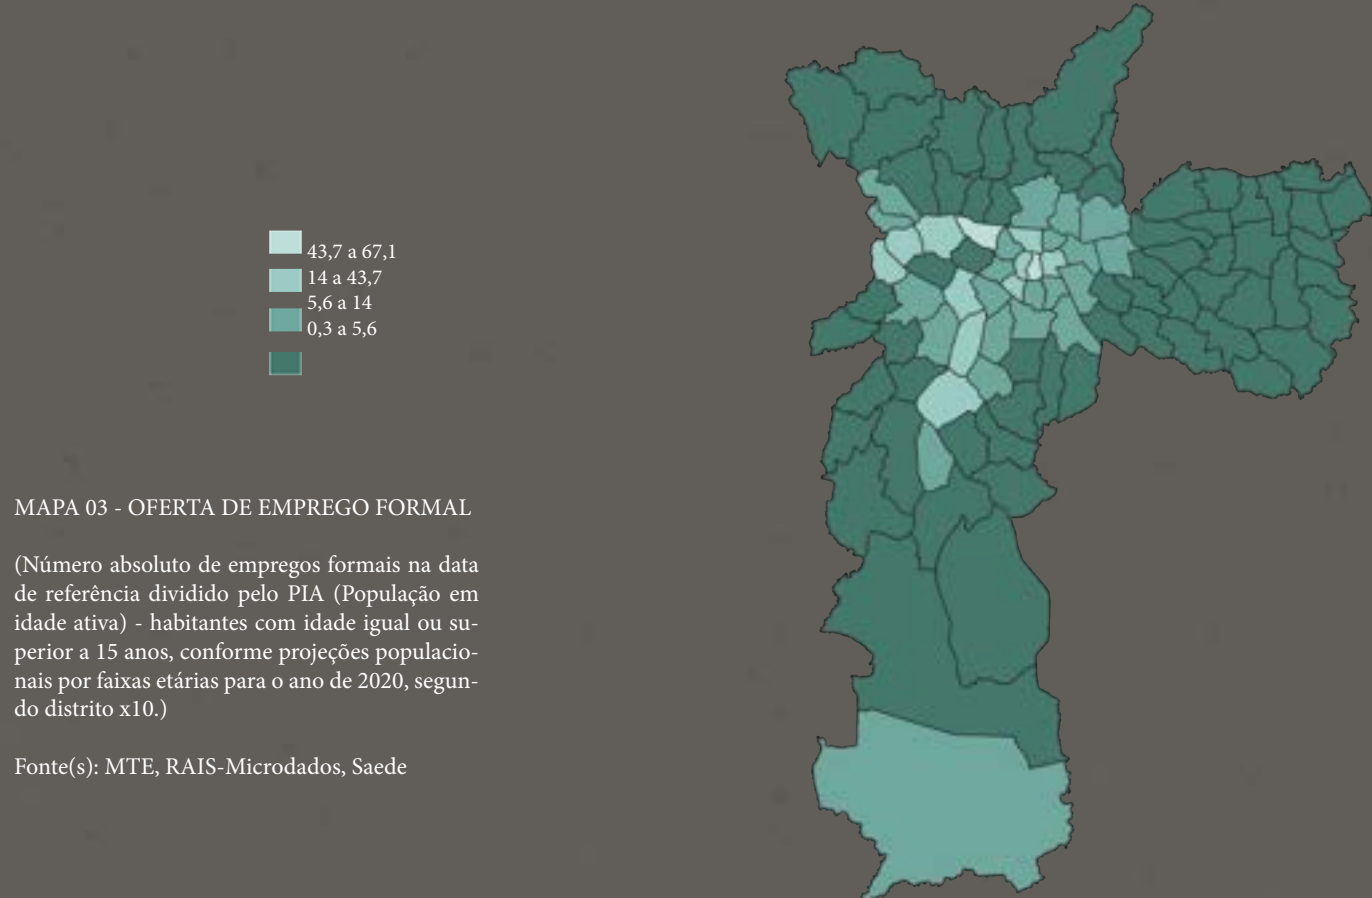 43,7 a 67,1
14 a 43,7
5,6 a 14
0,3 a 5,6
MAPA 03 - OFERTA DE EMPREGO FORMAL
(Número absoluto de empregos formais na data
de referência dividido pelo PIA (População em
idade ativa) - habitantes com idade igual ou su-
perior a 15 anos, conforme projeções populacio-
nais por faixas etárias para o ano de 2020, segun-
do distrito x10.)
Fonte(s): MTE, RAIS-Microdados, Saede